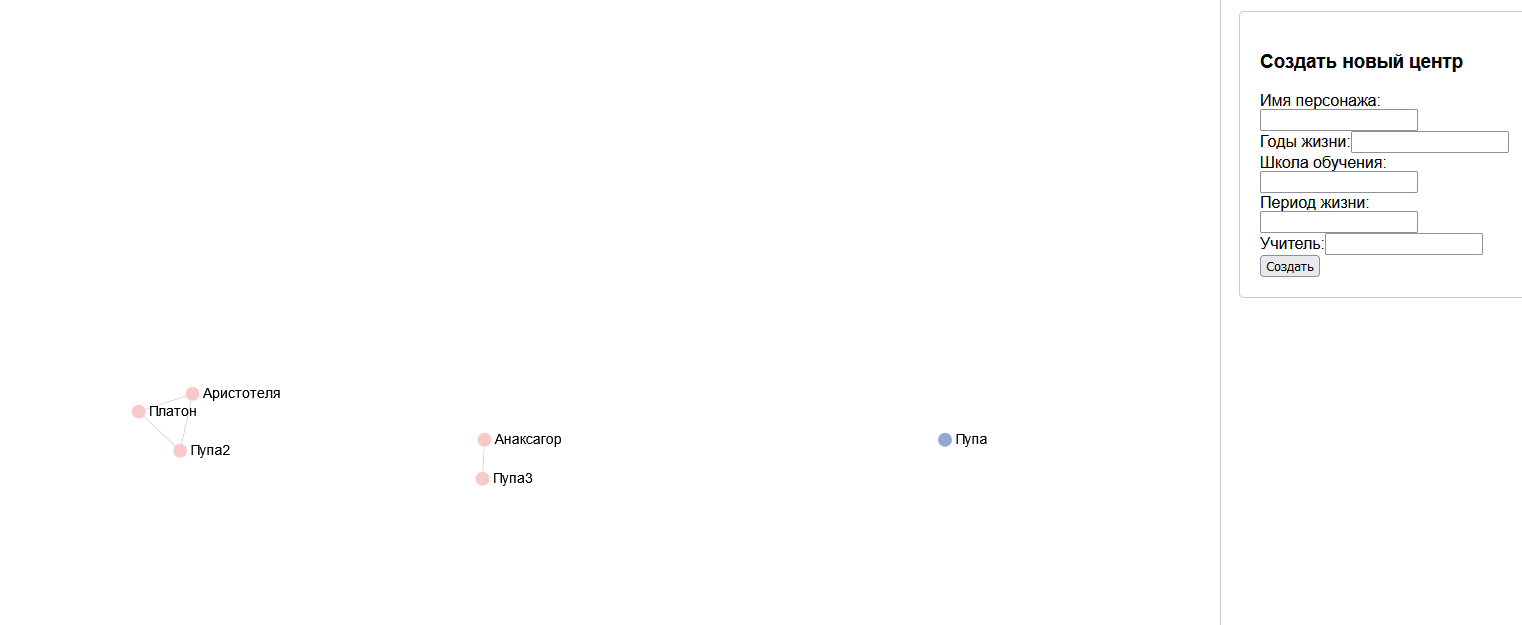 Создать новый центр
Имя персонажа:
Годы жизни:
Школа обучения:
Период жизни:
Учитель:
Создать
Аристотеля
Платон
Пупа2
Анаксагор
Пупа3
Пупа